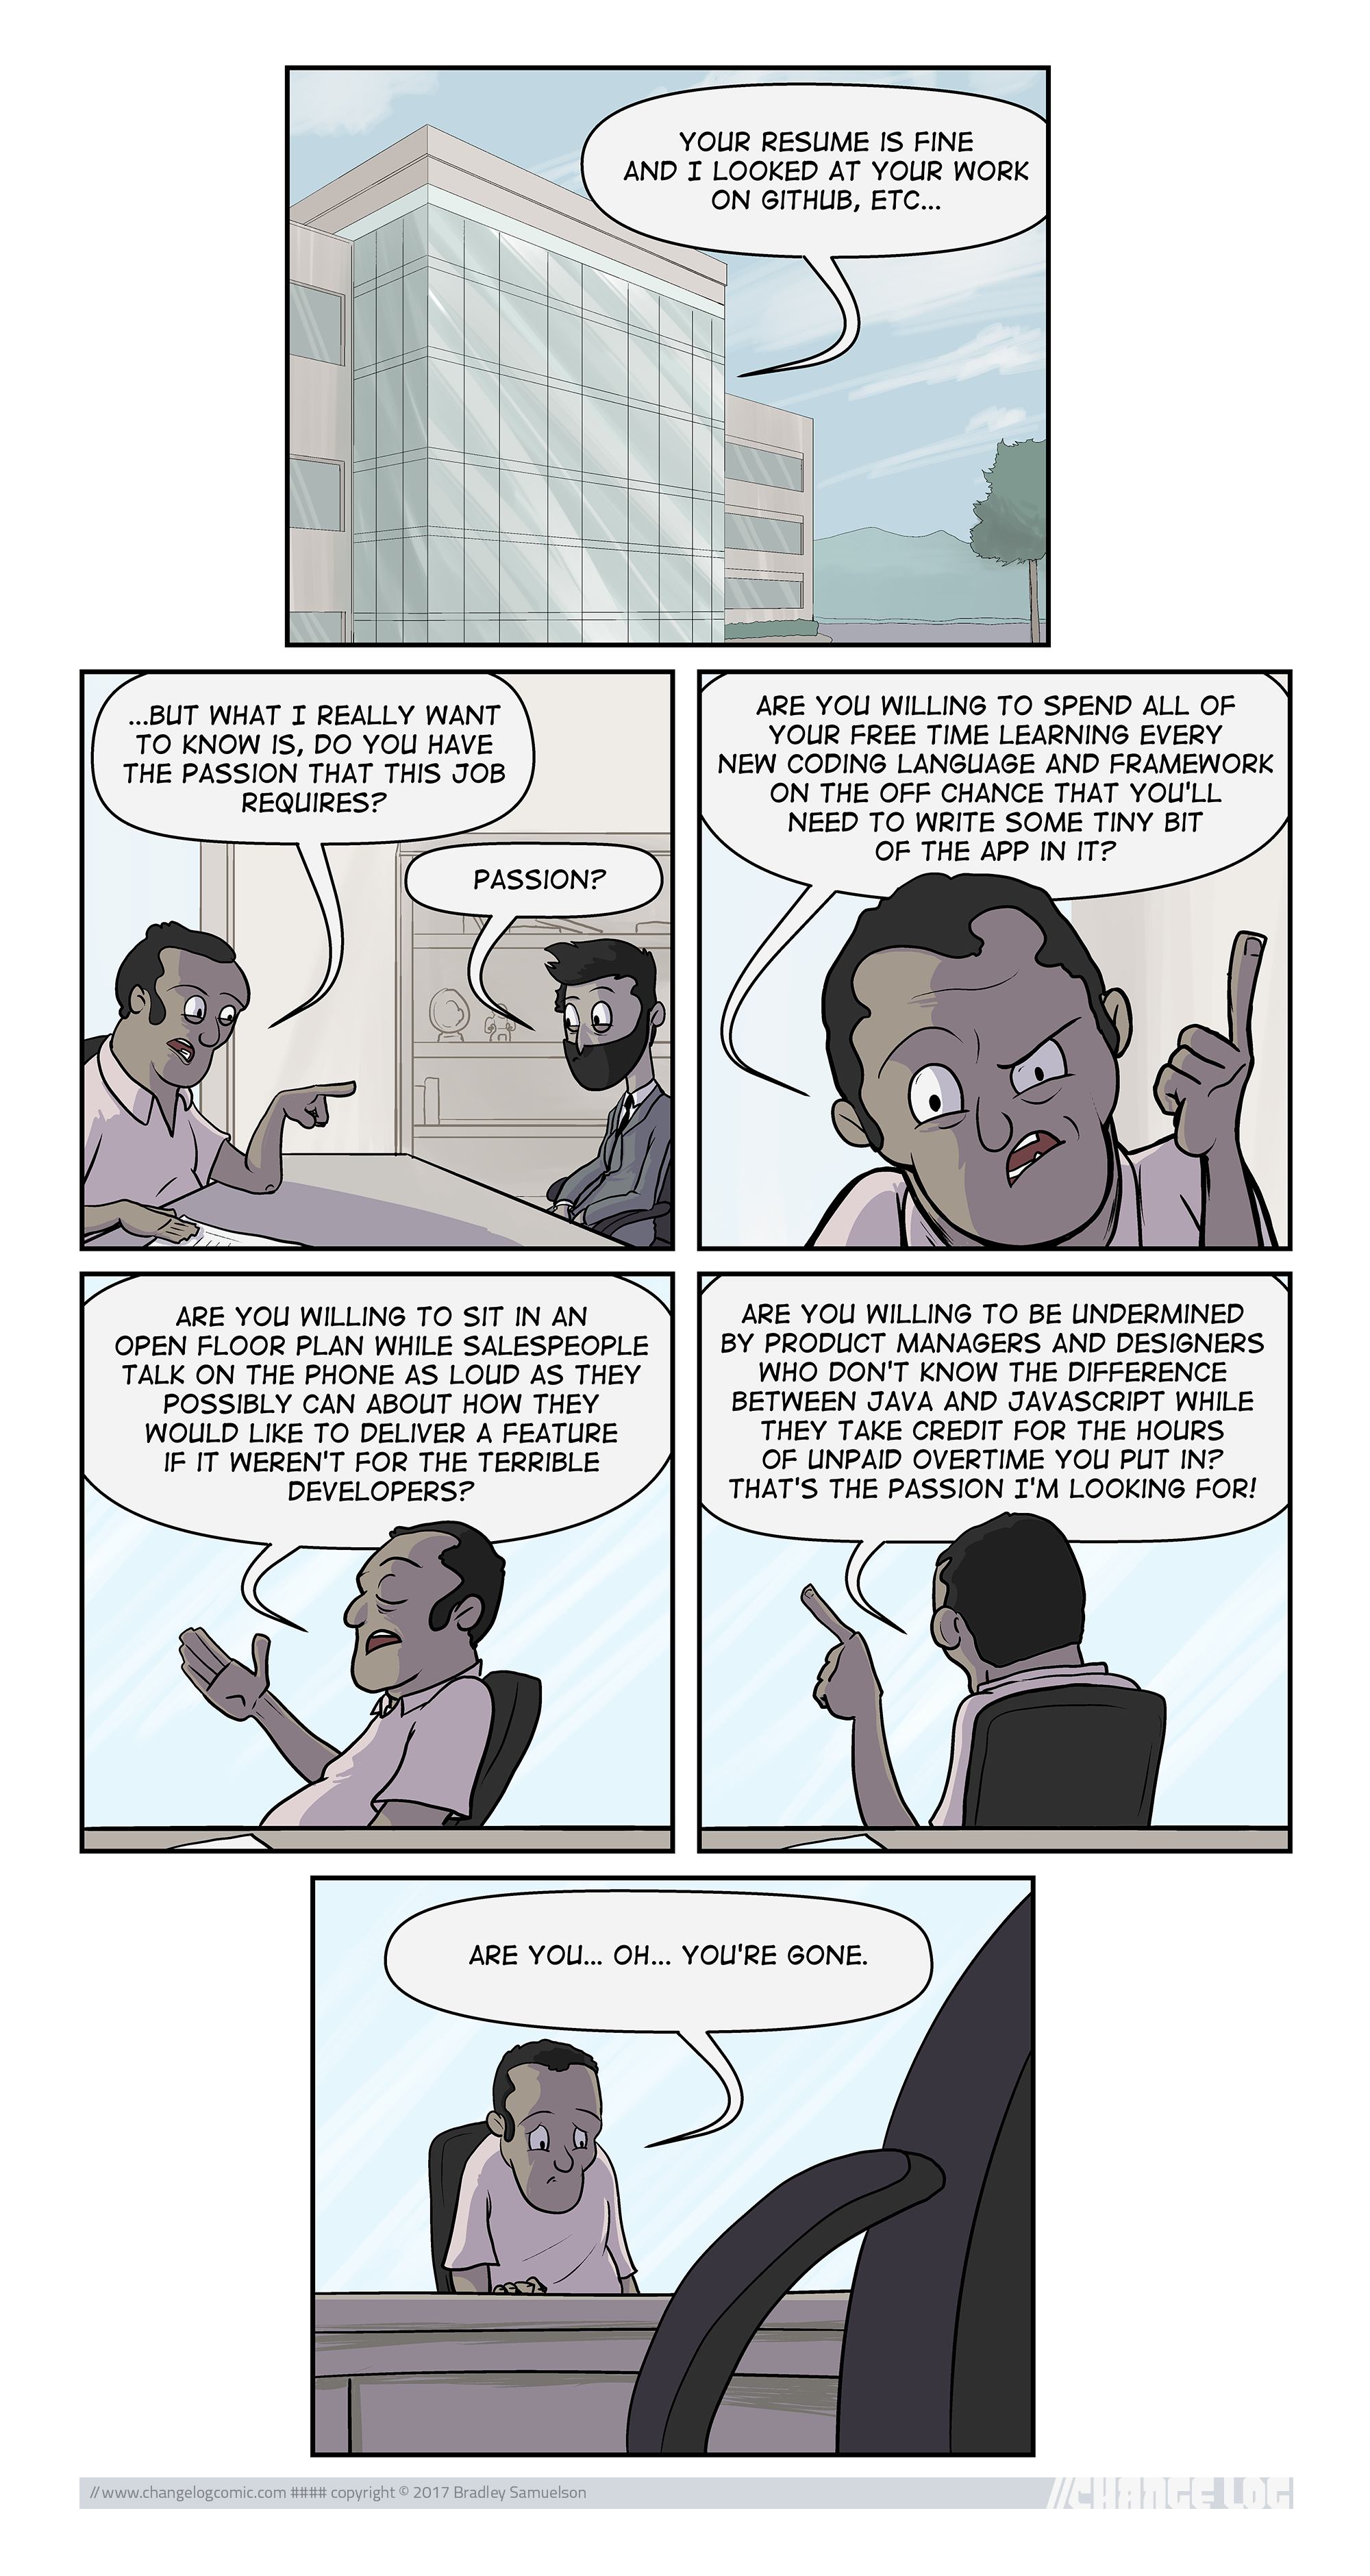 YOUR RESUME IS FINE
AND I LOOKED AT YOUR WORK
ON GITHUB, ETC...
...BUT WHAT I REALLY WANT
TO KNOW IS, DO YOU HAVE
THE PASSION THAT THIS JOB
REQUIRES?
PASSION?
ARE YOU WILLING TO SPEND ALL OF
YOUR FREE TIME LEARNING EVERY
NEW CODING LANGUAGE AND FRAMEWORK
ON THE OFF CHANCE THAT YOU'LL
NEED TO WRITE SOME TINY BIT
OF THE APP IN IT?
ARE YOU WILLING TO SIT IN AN
OPEN FLOOR PLAN WHILE SALESPEOPLE
TALK ON THE PHONE AS LOUD AS THEY
POSSIBLY CAN ABOUT HOW THEY
WOULD LIKE TO DELIVER A FEATURE
IF IT WEREN'T FOR THE TERRIBLE
DEVELOPERS?
ARE YOU WILLING TO BE UNDERMINED
BY PRODUCT MANAGERS AND DESIGNERS
WHO DON'T KNOW THE DIFFERENCE
BETWEEN JAVA AND JAVASCRIPT WHILE
THEY TAKE CREDIT FOR THE HOURS
OF UNPAID OVERTIME YOU PUT IN?
THAT'S THE PASSION I'M LOOKING FOR!
ARE YOU... OH... YOU'RE GONE.
//www.changelogcomic.com #### copyright © 2017 Bradley Samuelson
//CHANGE LOG